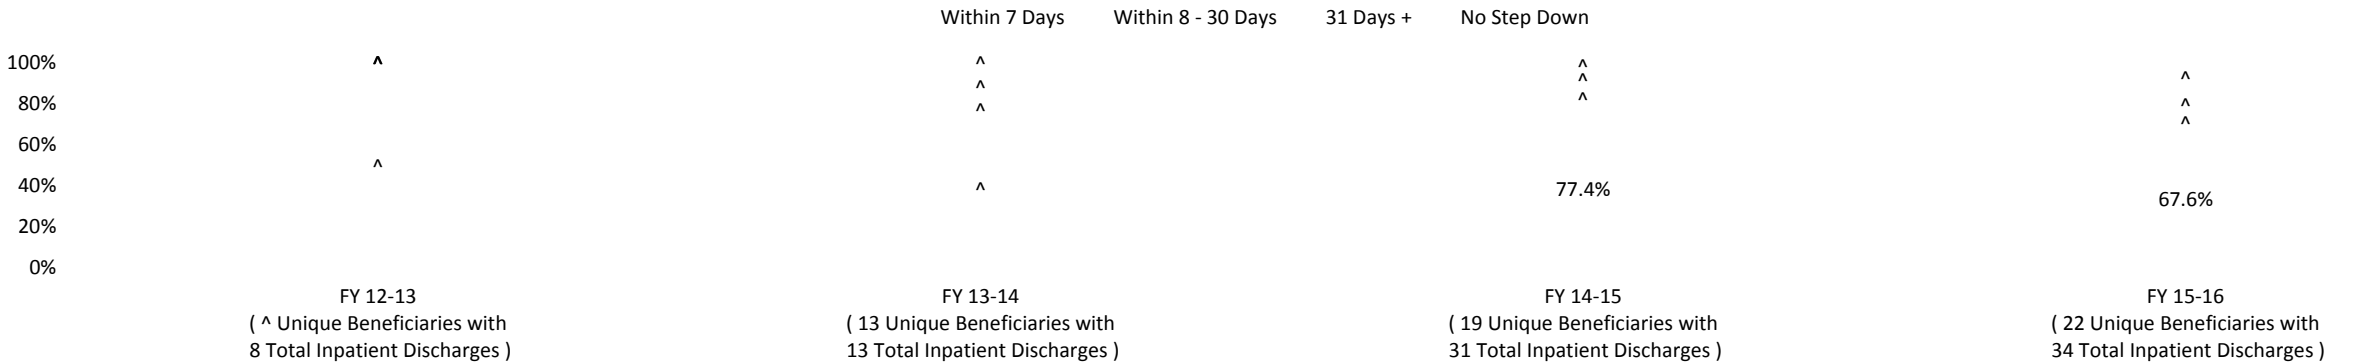 Within 7 Days Within 8 - 30 Days 31 Days + No Step Down
100%
80%
60%
40%
20%
0%
^
^
^
^
^
^
^
^
^
77.4%
^
^
^
67.6%
FY 12-13
( ^ Unique Beneficiaries with
8 Total Inpatient Discharges )
FY 13-14
( 13 Unique Beneficiaries with
13 Total Inpatient Discharges )
FY 14-15
( 19 Unique Beneficiaries with
31 Total Inpatient Discharges )
FY 15-16
( 22 Unique Beneficiaries with
34 Total Inpatient Discharges )